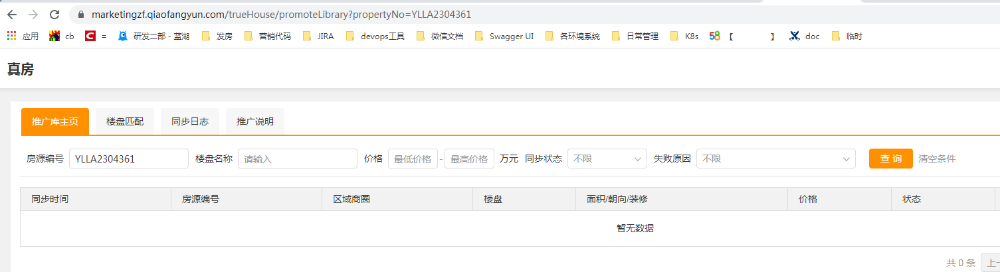 marketingzf.qiaofangyun.com/trueHouse/promoteLibrary?propertyNo=YLLA2304361
应用 cb = 研发二部 - 蓝湖 发房 营销代码 JIRA devops工具 微信文档 Swagger UI 各环境系统 日常管理 K8s 58 【 】 doc 临时
真房
推广库主页 楼盘匹配 同步日志 推广说明
房源编号 YLLA2304361 楼盘名称 请输入 价格 最低价格 - 最高价格 万元 同步状态 不限 失败原因 不限 查 询 清空条件
同步时间 房源编号 区域商圈 楼盘 面积/朝向/装修 价格 状态
暂无数据
共 0 条 上一